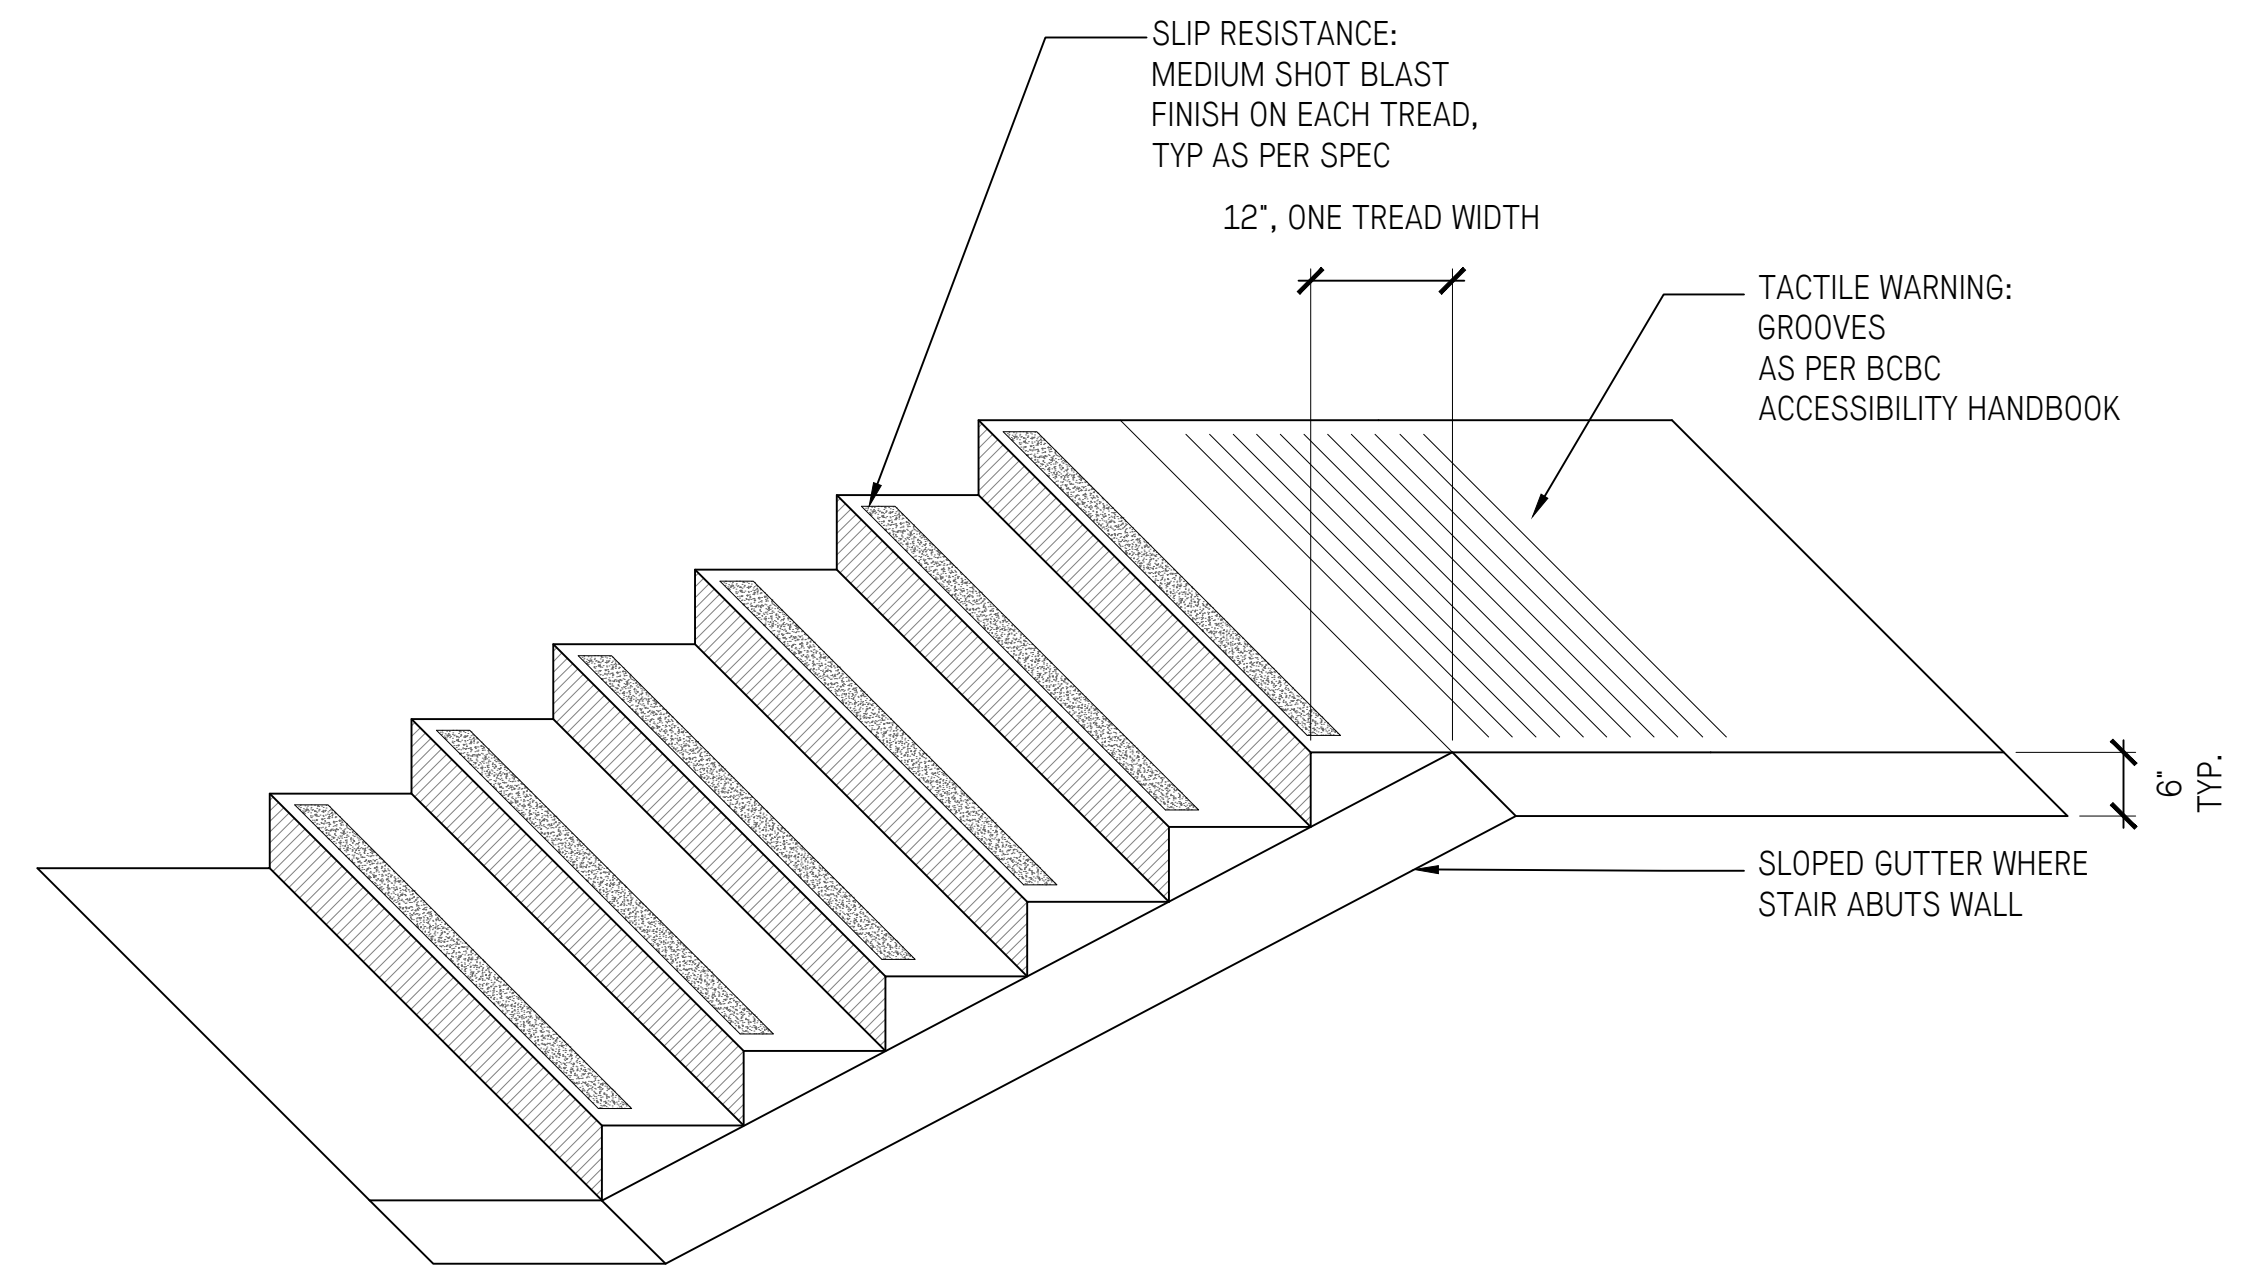 SLIP RESISTANCE:
MEDIUM SHOT BLAST
FINISH ON EACH TREAD,
TYP AS PER SPEC
12", ONE TREAD WIDTH
TACTILE WARNING:
GROOVES
AS PER BCBC
ACCESSIBILITY HANDBOOK
6"
TYP.
SLOPED GUTTER WHERE
STAIR ABUTS WALL